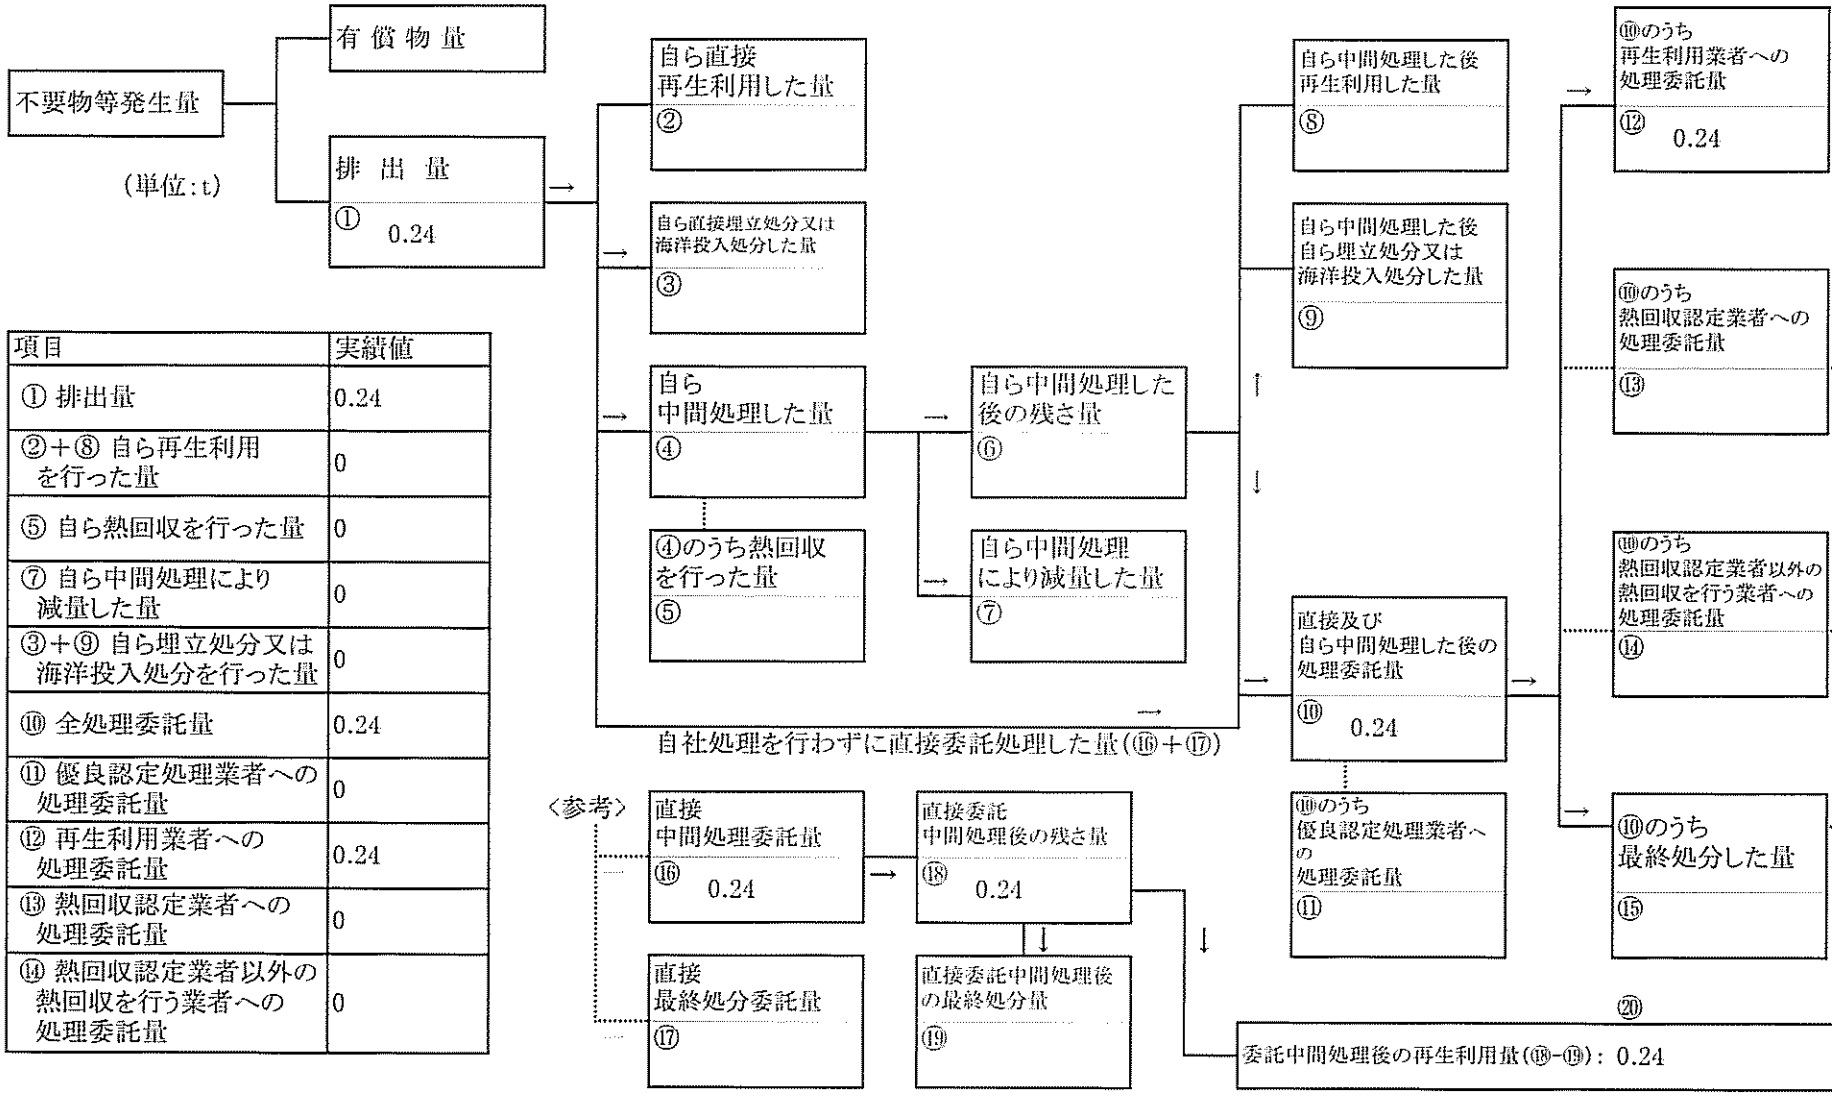 不要物等発生量
(単位:t)
有償物量
排出量
①
0.24
自ら直接
再生利用した量
②
自ら直接埋立処分又は
海洋投入処分した量
③
自ら
中間処理した量
④
④のうち熱回収
を行った量
⑤
自ら中間処理した
後の残さ量
⑥
自ら中間処理
により減量した量
⑦
自ら中間処理した後
再生利用した量
⑧
自ら中間処理した後
自ら埋立処分又は
海洋投入処分した量
⑨
直接及び
自ら中間処理した後の
処理委託量
⑩
0.24
⑩のうち
優良認定処理業者へ
の
処理委託量
⑪
⑩のうち
再生利用業者への
処理委託量
⑫
0.24
⑩のうち
熱回収認定業者への
処理委託量
⑬
⑩のうち
熱回収認定業者以外の
熱回収を行う業者への
処理委託量
⑭
⑩のうち
最終処分した量
⑮
自社処理を行わずに直接委託処理した量(⑯+⑰)
<参考>
直接
中間処理委託量
⑯
0.24
直接
最終処分委託量
⑰
直接委託
中間処理後の残さ量
⑱
0.24
直接委託中間処理後
の最終処分量
⑲
⑳
委託中間処理後の再生利用量(⑱-⑲): 0.24
項目 実績値
① 排出量 0.24
②+⑧ 自ら再生利用
を行った量 0
⑤ 自ら熱回収を行った量 0
⑦ 自ら中間処理により
減量した量 0
③+⑨ 自ら埋立処分又は
海洋投入処分を行った量 0
⑩ 全処理委託量 0.24
⑪ 優良認定処理業者への
処理委託量 0
⑫ 再生利用業者への
処理委託量 0.24
⑬ 熱回収認定業者への
処理委託量 0
⑭ 熱回収認定業者以外の
熱回収を行う業者への
処理委託量 0